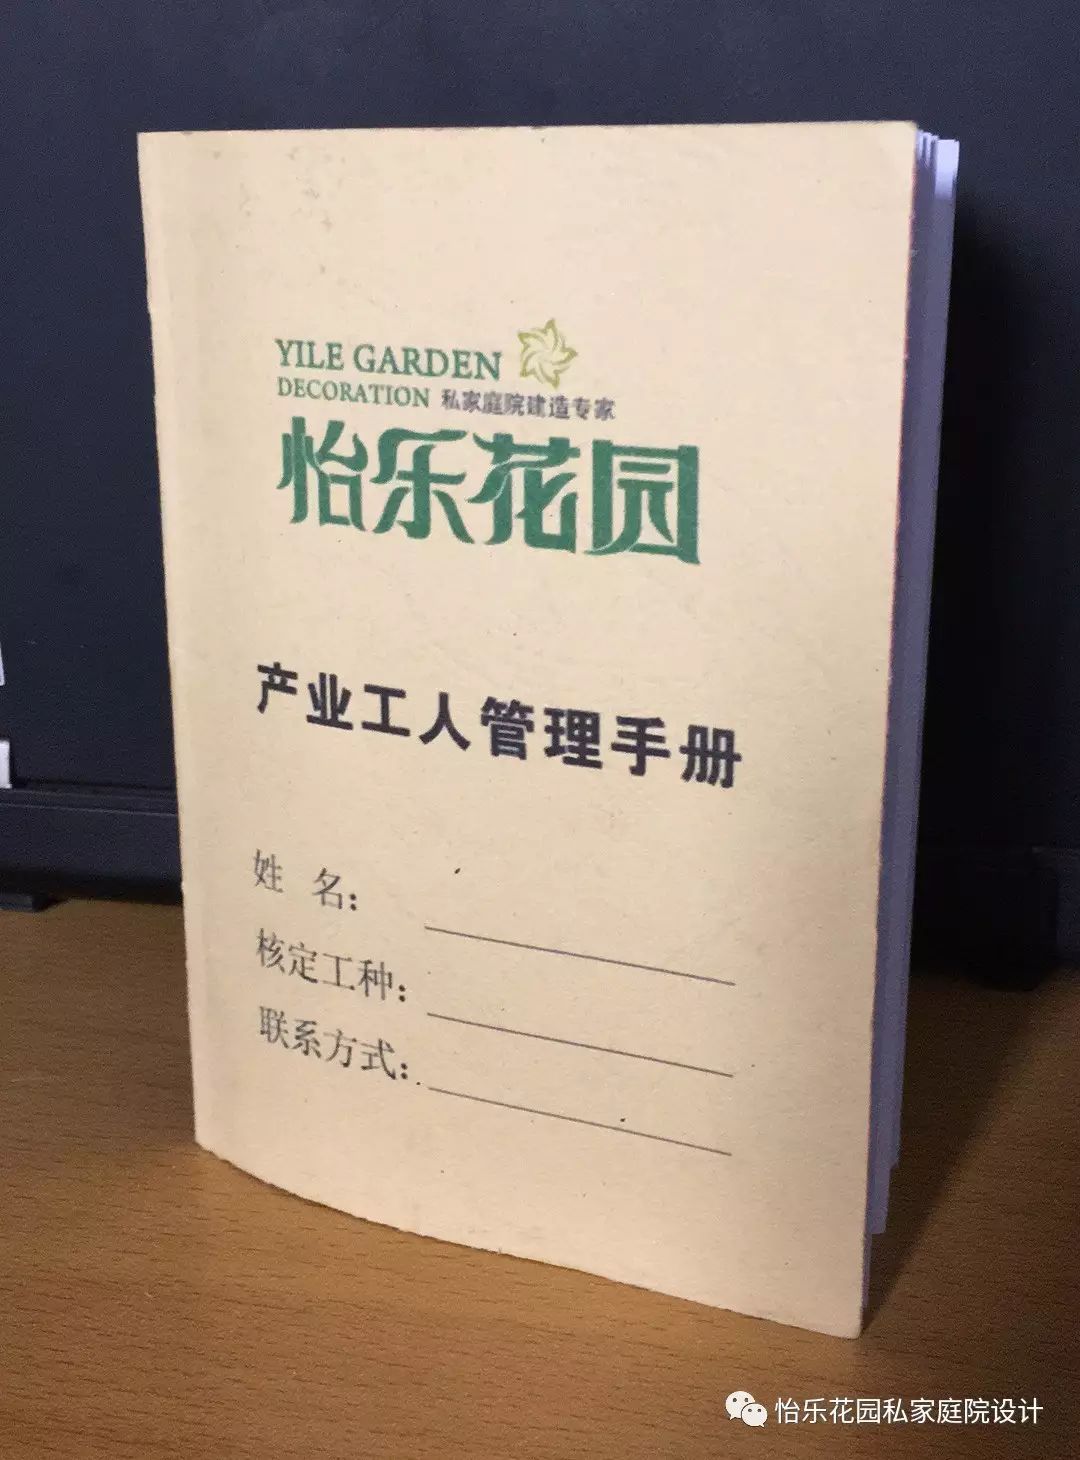 YILE GARDEN
DECORATION 私家庭院建造专家
怡乐花园
产业工人管理手册
姓 名：
核定工种：
联系方式：
怡乐花园私家庭院设计